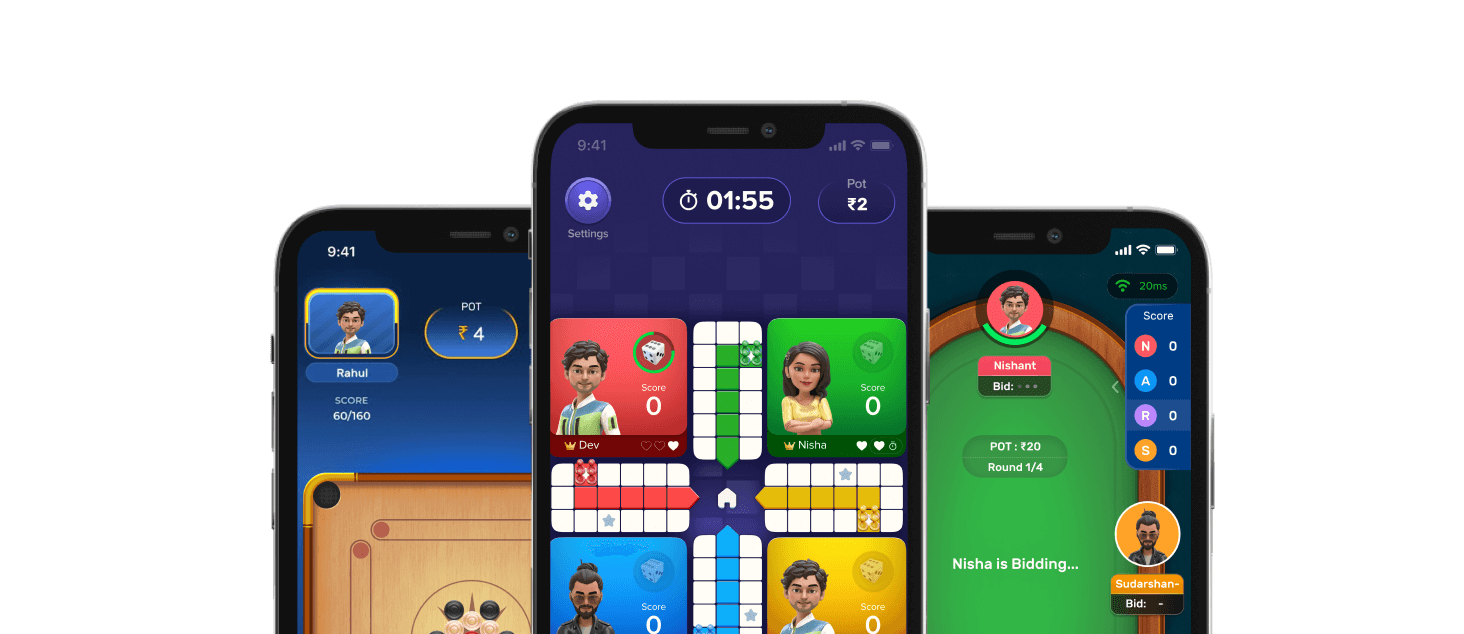 9:41
POT
₹ 4
Rahul
SCORE
60/160
9:41
01:55
Pot
₹2
Settings
Score
0
Dev
Score
0
Nisha
Score
0
Score
0
20ms
Score
N 0
A 0
R 0
S 0
Nishant
Bid:
POT : ₹20
Round 1/4
Nisha is Bidding...
Sudarshan-
Bid: -